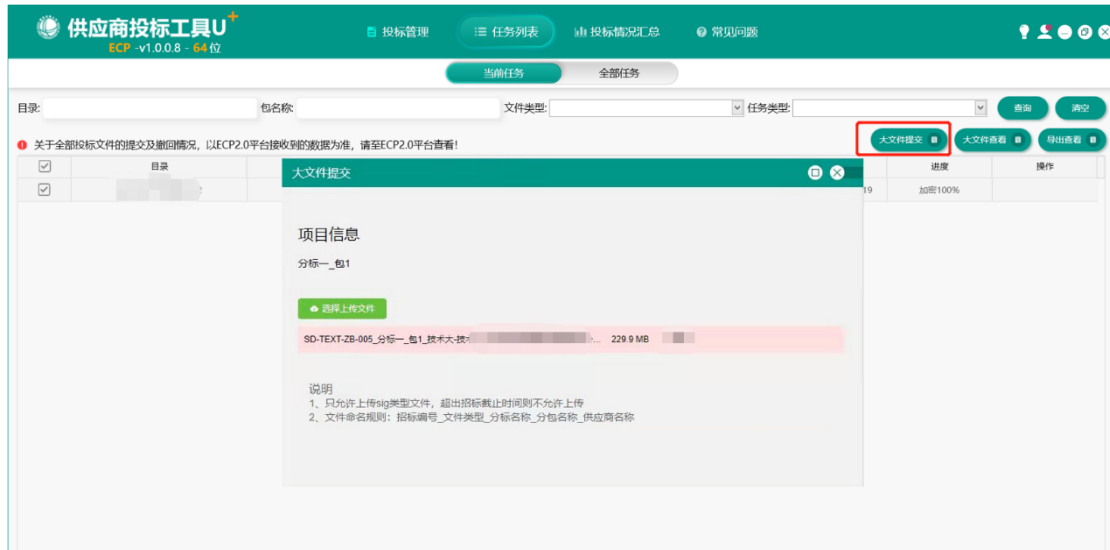 供应商投标工具U+
ECP -v1.0.0.8 - 64位
投标管理
任务列表
投标情况汇总
常见问题
当前任务
全部任务
目录:
包名称:
文件类型:
任务类型:
查询
清空
关于全部投标文件的提交及撤回情况，以ECP2.0平台接收到的数据为准，请至ECP2.0平台查看!
大文件提交
大文件查看
导出查看
目录
进度
操作
19
加密100%
大文件提交
项目信息
分标一_包1
选择上传文件
SD-TEXT-ZB-005_分标一_包1_技术大-技术 ... 229.9 MB
说明
1、只允许上传sig类型文件，超出招标截止时间则不允许上传
2、文件命名规则：招标编号_文件类型_分标名称_分包名称_供应商名称